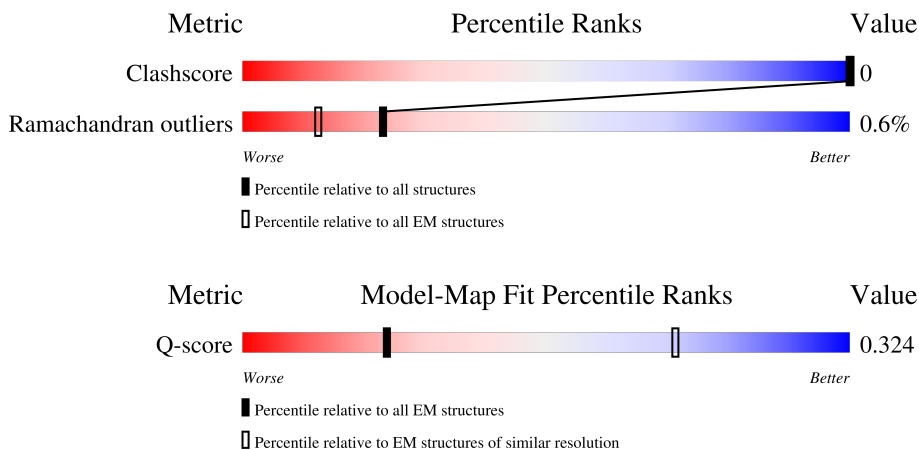 Metric Percentile Ranks Value
Clashscore 0
Ramachandran outliers 0.6%
Worse Better
Percentile relative to all structures
Percentile relative to all EM structures
Metric Model-Map Fit Percentile Ranks Value
Q-score 0.324
Worse Better
Percentile relative to all EM structures
Percentile relative to EM structures of similar resolution